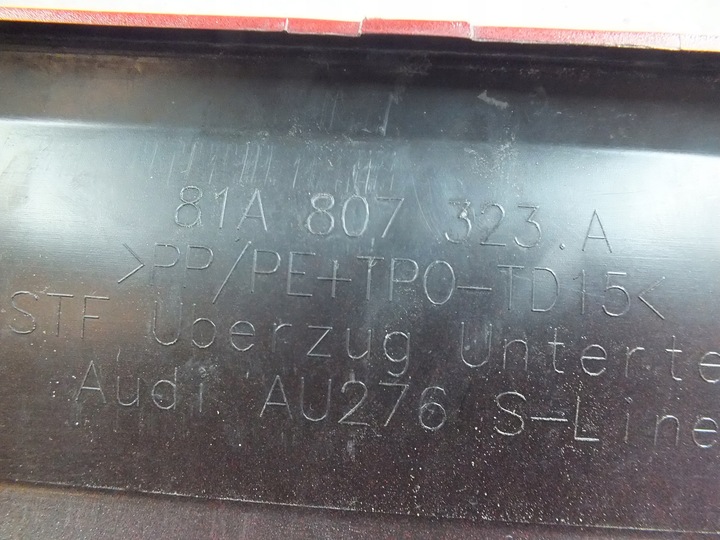 81A 807 323.A
>PP/PE+TPO-TD15<
STF Überzug Unterte
Audi AU276 S-Line